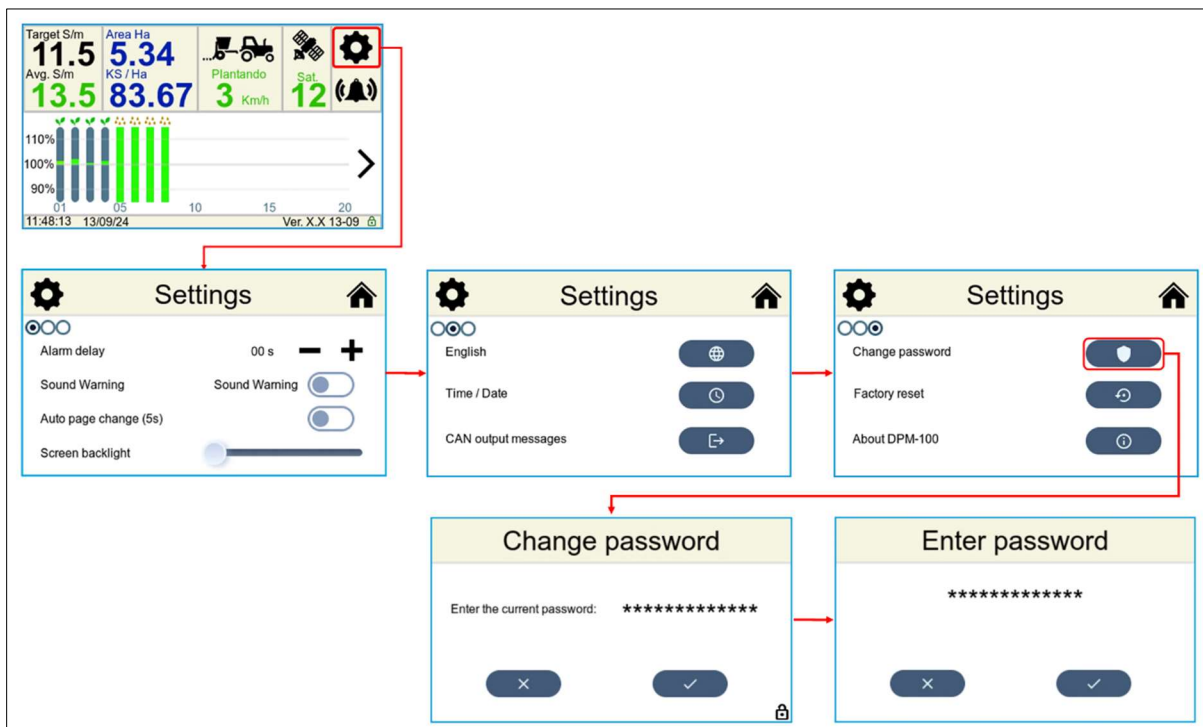 Target S/m Area Ha
11.5 5.34
Avg. S/m KS / Ha Plantando Sat.
13.5 83.67 3 Km/h 12
110%
100%
90%
01 05 10 15 20
11:48:13 13/09/24 Ver. X.X 13-09
Settings
Alarm delay 00 s
Sound Warning Sound Warning
Auto page change (5s)
Screen backlight
Settings
English
Time / Date
CAN output messages
Settings
Change password
Factory reset
About DPM-100
Change password
Enter the current password: *************
Enter password
*************